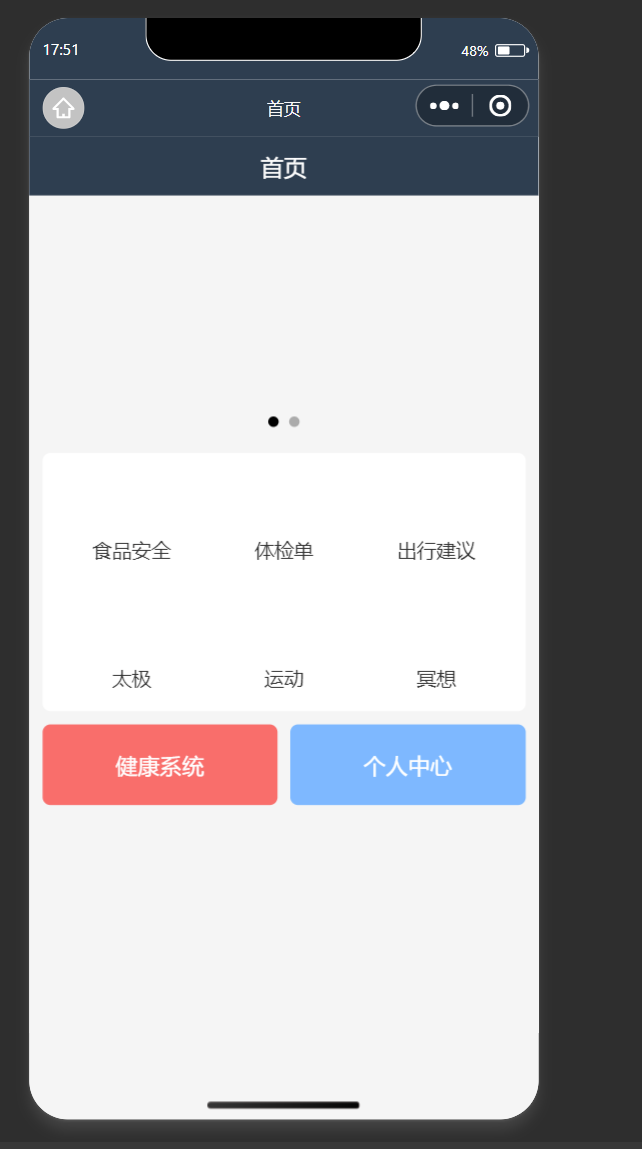 17:51
48%
首页
首页
食品安全 体检单 出行建议
太极 运动 冥想
健康系统 个人中心